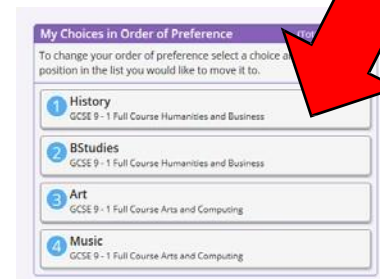 My Choices in Order of Preference
To change your order of preference select a choice
position in the list you would like to move it to.
1 History
GCSE 9 - 1 Full Course Humanities and Business
2 BStudies
GCSE 9 - 1 Full Course Humanities and Business
3 Art
GCSE 9 - 1 Full Course Arts and Computing
4 Music
GCSE 9 - 1 Full Course Arts and Computing